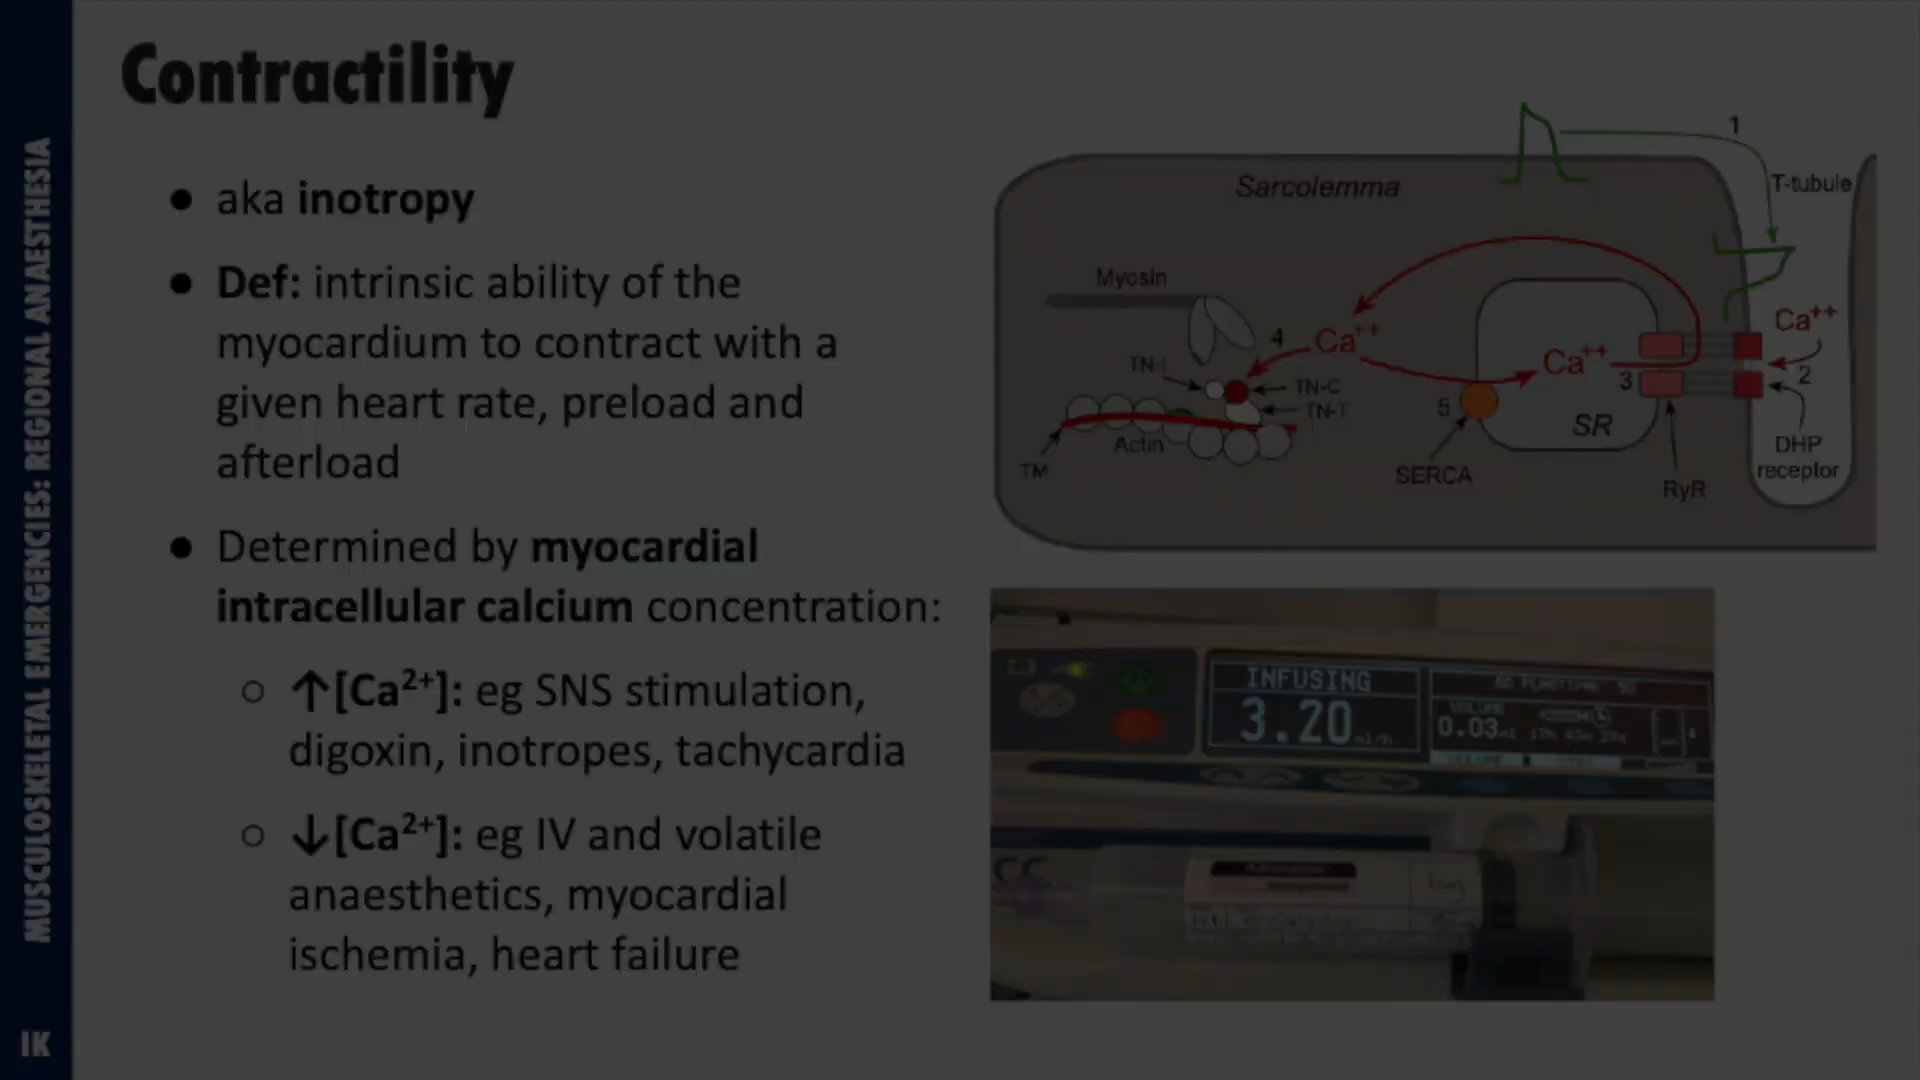 Contractility
● aka inotropy
● Def: intrinsic ability of the
myocardium to contract with a
given heart rate, preload and
afterload
● Determined by myocardial
intracellular calcium concentration:
○ ↑[Ca²⁺]: eg SNS stimulation,
digoxin, inotropes, tachycardia
○ ↓[Ca²⁺]: eg IV and volatile
anaesthetics, myocardial
ischemia, heart failure
MUSCULOSKELETAL EMERGENCIES: REGIONAL ANAESTHESIA
IK
1
Sarcolemma
T-tubule
Myosin
4
Ca⁺⁺
Ca⁺⁺
Ca⁺⁺
TN-I
TN-C
TN-T
3
2
5
SR
Actin
TM
SERCA
RyR
DHP
receptor
INFUSING
3.20 ml/h
VOLUME
0.03ml